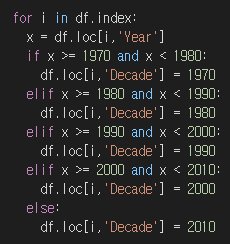 for i in df.index:
  x = df.loc[i,'Year']
  if x >= 1970 and x < 1980:
    df.loc[i,'Decade'] = 1970
  elif x >= 1980 and x < 1990:
    df.loc[i,'Decade'] = 1980
  elif x >= 1990 and x < 2000:
    df.loc[i,'Decade'] = 1990
  elif x >= 2000 and x < 2010:
    df.loc[i,'Decade'] = 2000
  else:
    df.loc[i,'Decade'] = 2010